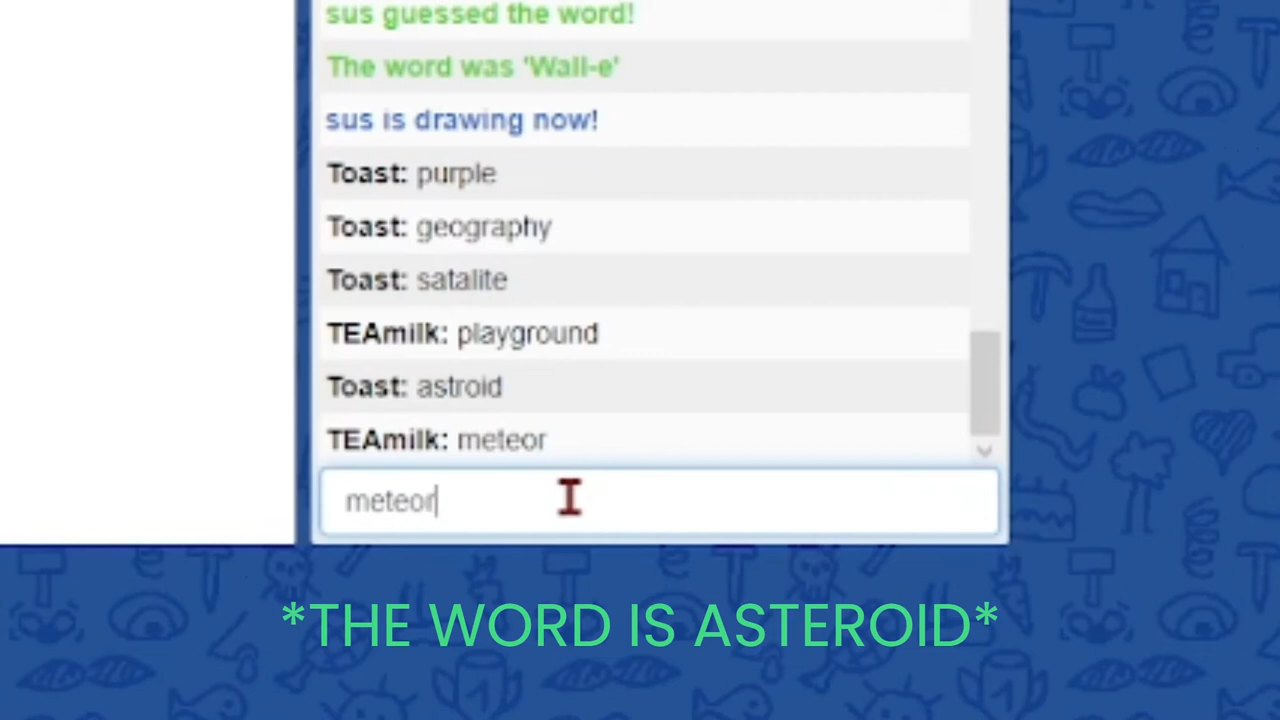 sus guessed the word!
The word was 'Wall-e'
sus is drawing now!
Toast: purple
Toast: geography
Toast: satalite
TEAmilk: playground
Toast: astroid
TEAmilk: meteor
meteor
*THE WORD IS ASTEROID*